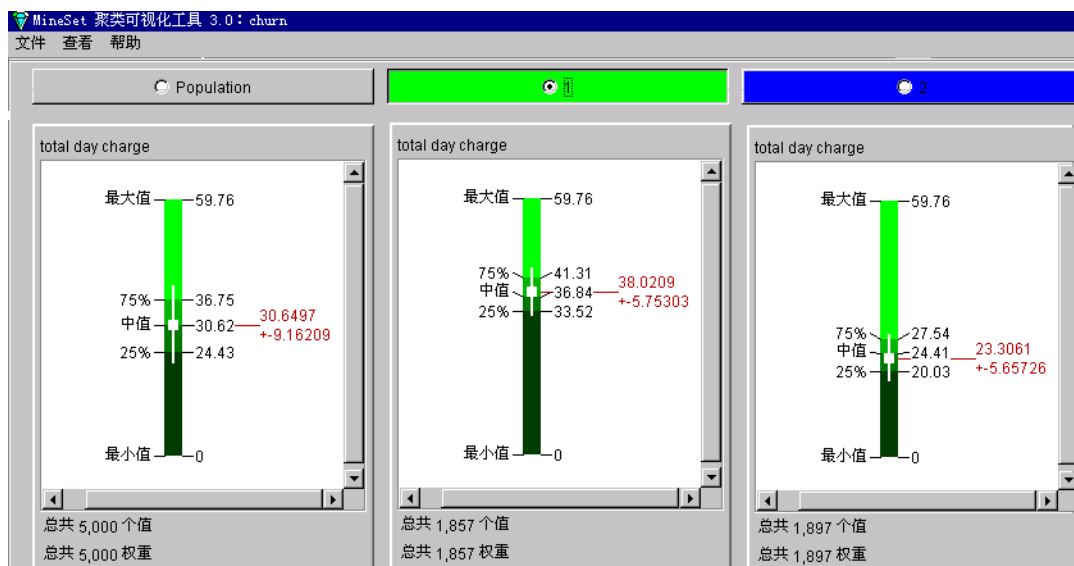 MineSet 聚类可视化工具 3.0：churn
文件 查看 帮助
Population
1
2
total day charge
最大值 59.76
75% 36.75
中值 30.62
30.6497
+-9.16209
25% 24.43
最小值 0
总共 5,000 个值
总共 5,000 权重
total day charge
最大值 59.76
75% 41.31
中值 36.84
38.0209
+-5.75303
25% 33.52
最小值 0
总共 1,857 个值
总共 1,857 权重
total day charge
最大值 59.76
75% 27.54
中值 24.41
23.3061
+-5.65726
25% 20.03
最小值 0
总共 1,897 个值
总共 1,897 权重